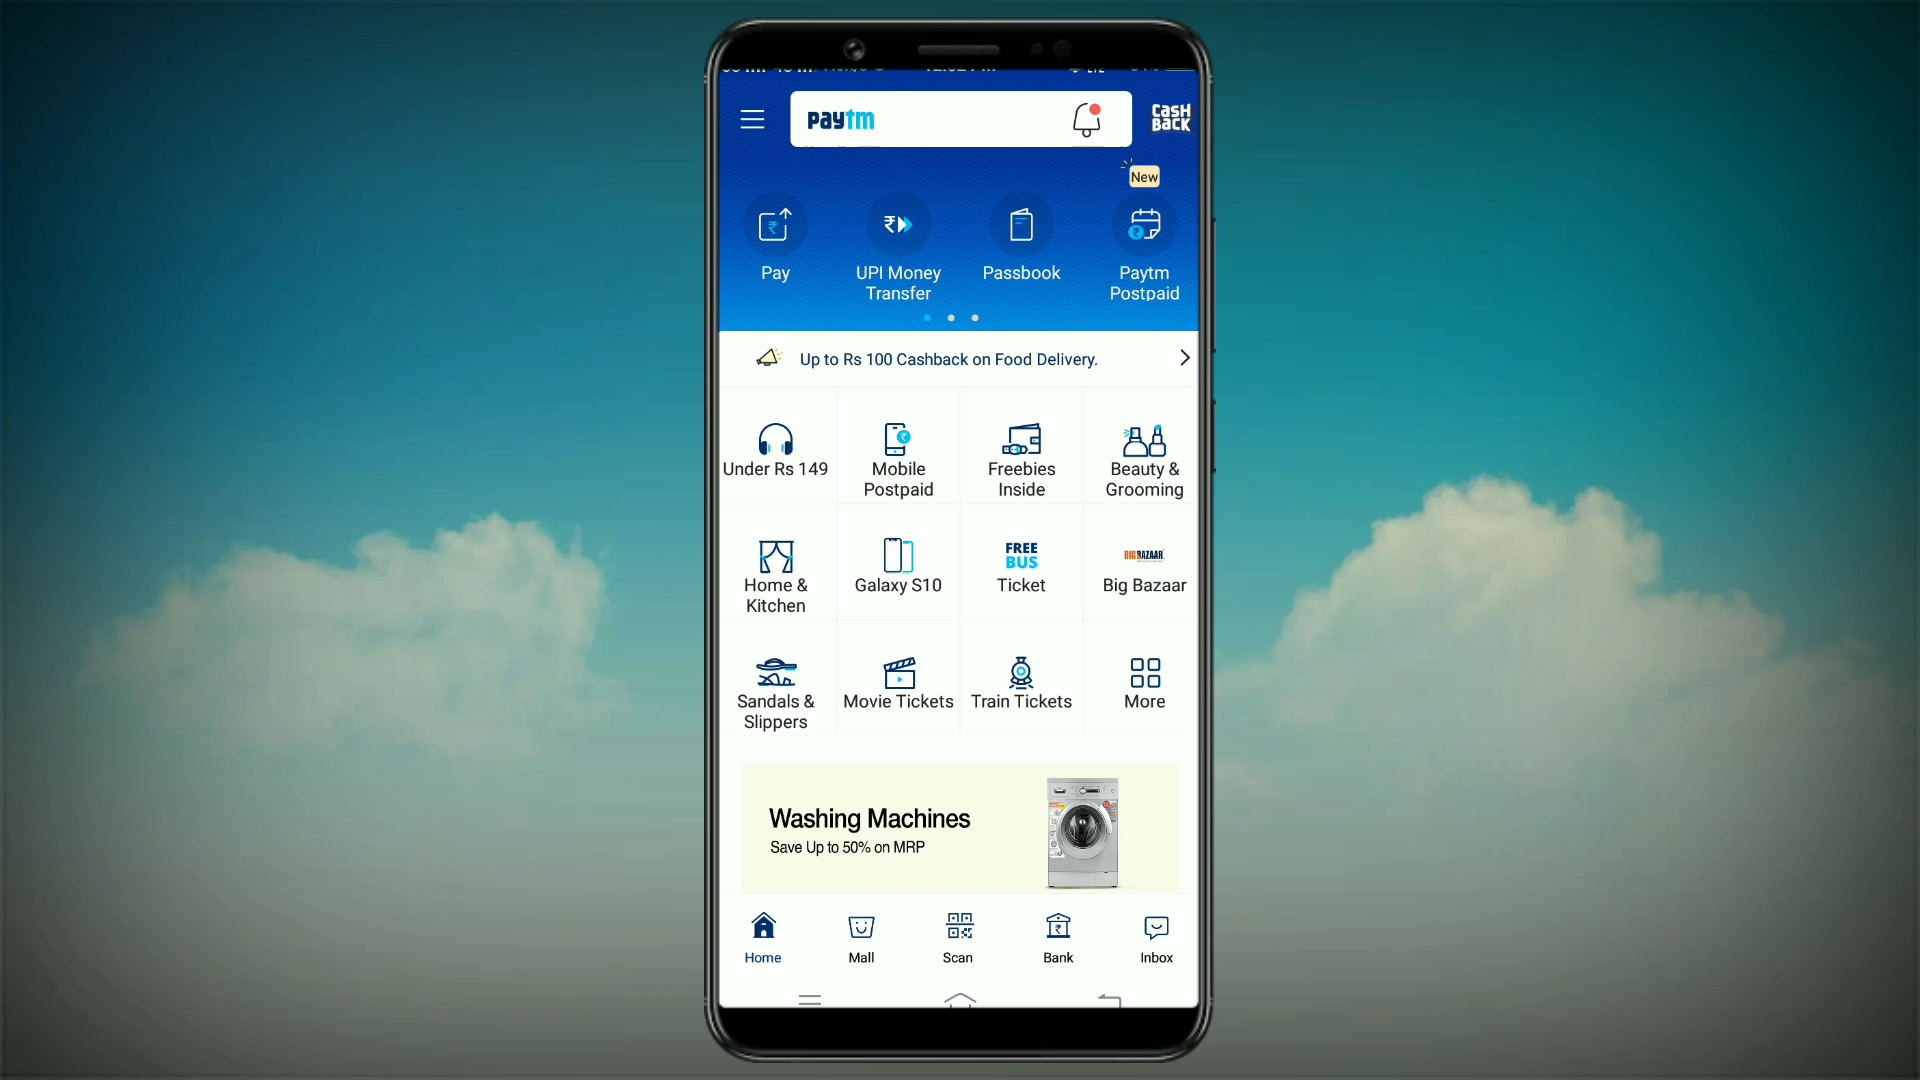 paytm
CASH
BACK
New
Pay
UPI Money
Transfer
Passbook
Paytm
Postpaid
Up to Rs 100 Cashback on Food Delivery.
Under Rs 149
Mobile
Postpaid
Freebies
Inside
Beauty &
Grooming
Home &
Kitchen
Galaxy S10
FREE
BUS
Ticket
BIG BAZAAR
Big Bazaar
Sandals &
Slippers
Movie Tickets
Train Tickets
More
Washing Machines
Save Up to 50% on MRP
Home
Mall
Scan
Bank
Inbox